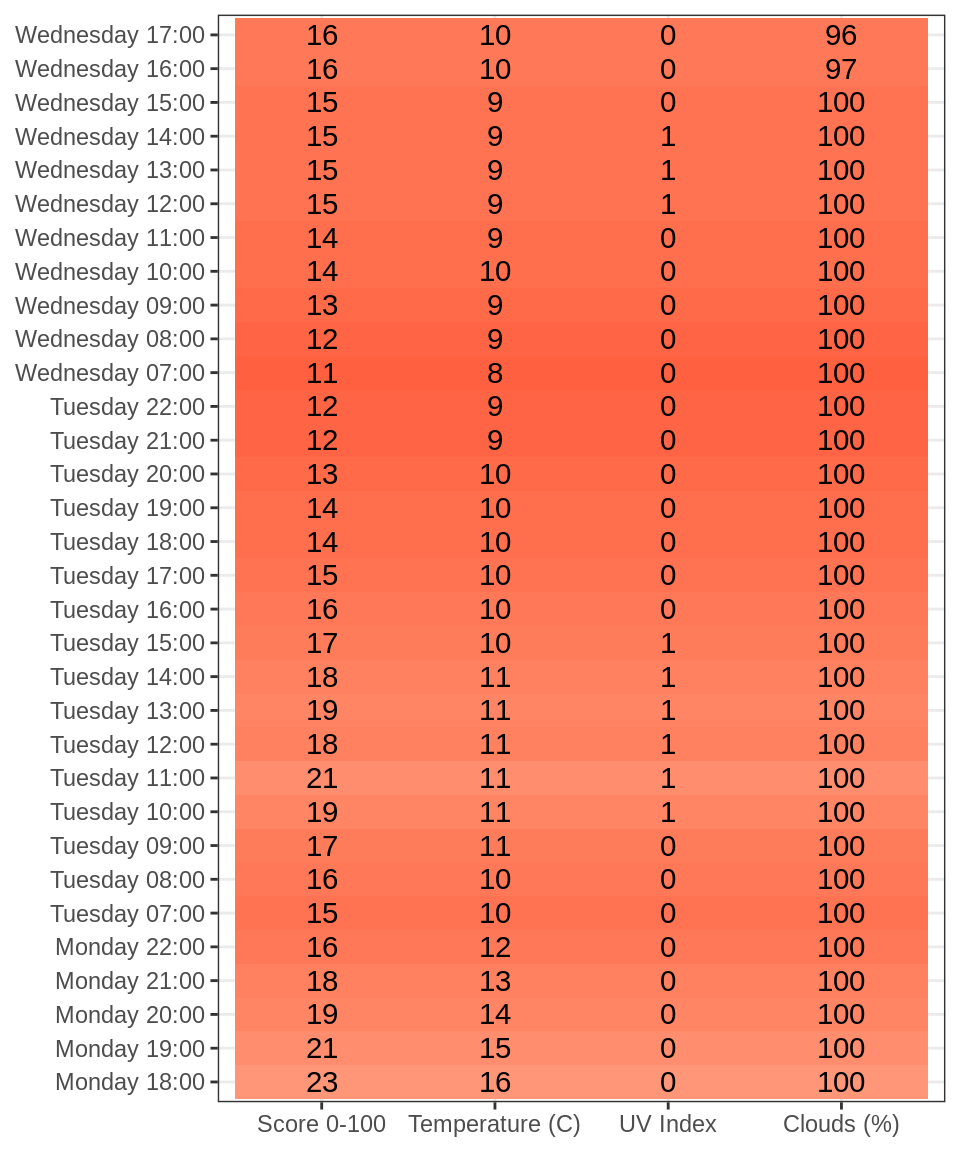 Wednesday 17:00 16 10 0 96
Wednesday 16:00 16 10 0 97
Wednesday 15:00 15 9 0 100
Wednesday 14:00 15 9 1 100
Wednesday 13:00 15 9 1 100
Wednesday 12:00 15 9 1 100
Wednesday 11:00 14 9 0 100
Wednesday 10:00 14 10 0 100
Wednesday 09:00 13 9 0 100
Wednesday 08:00 12 9 0 100
Wednesday 07:00 11 8 0 100
Tuesday 22:00 12 9 0 100
Tuesday 21:00 12 9 0 100
Tuesday 20:00 13 10 0 100
Tuesday 19:00 14 10 0 100
Tuesday 18:00 14 10 0 100
Tuesday 17:00 15 10 0 100
Tuesday 16:00 16 10 0 100
Tuesday 15:00 17 10 1 100
Tuesday 14:00 18 11 1 100
Tuesday 13:00 19 11 1 100
Tuesday 12:00 18 11 1 100
Tuesday 11:00 21 11 1 100
Tuesday 10:00 19 11 1 100
Tuesday 09:00 17 11 0 100
Tuesday 08:00 16 10 0 100
Tuesday 07:00 15 10 0 100
Monday 22:00 16 12 0 100
Monday 21:00 18 13 0 100
Monday 20:00 19 14 0 100
Monday 19:00 21 15 0 100
Monday 18:00 23 16 0 100
Score 0-100 Temperature (C) UV Index Clouds (%)